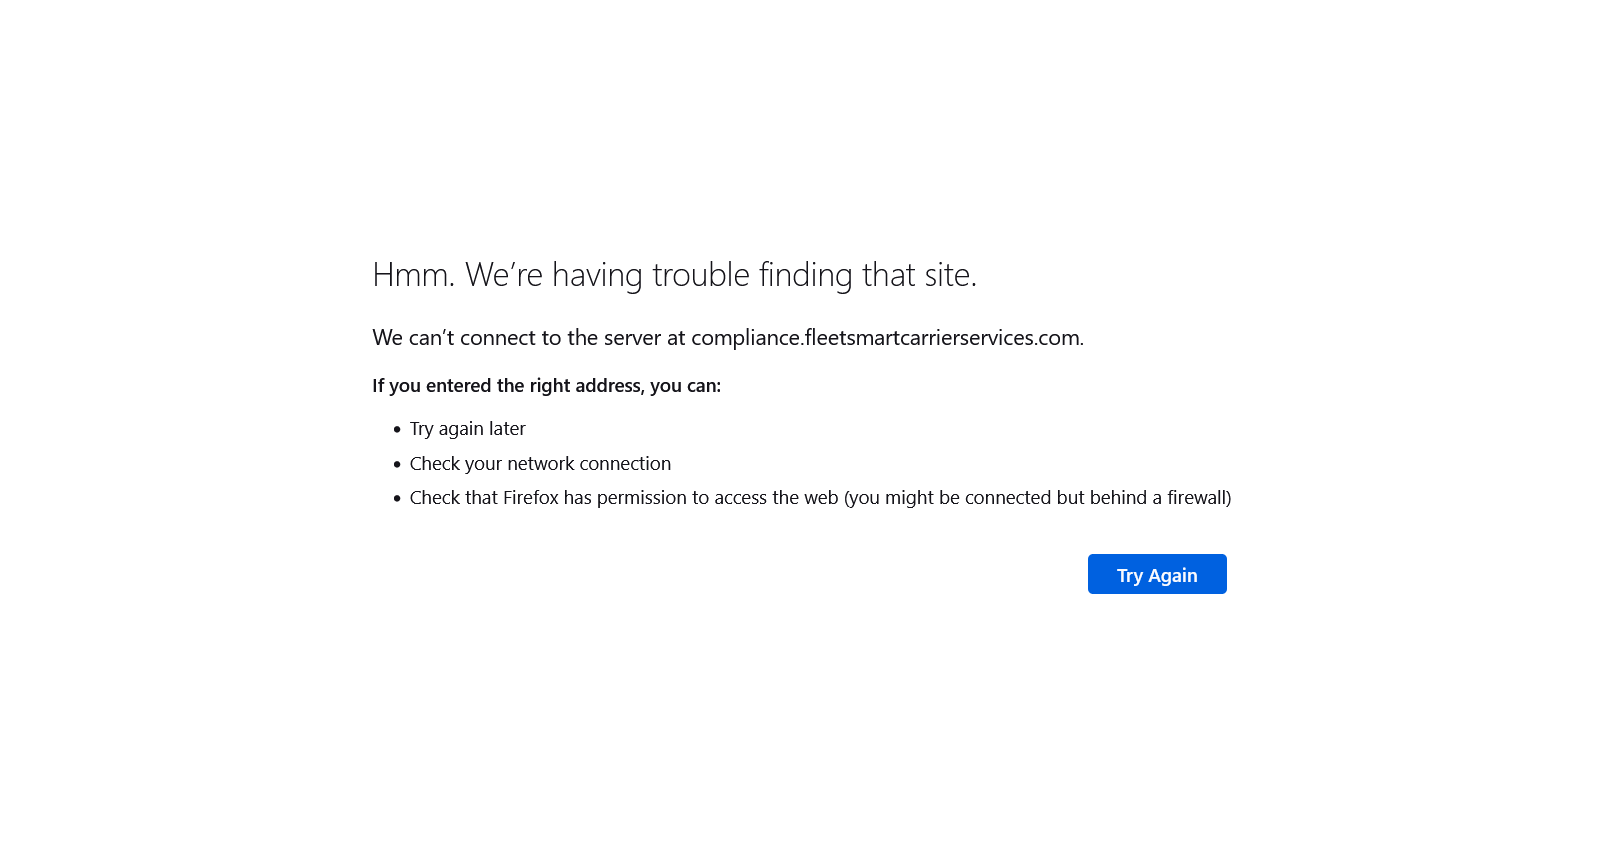 Hmm. We’re having trouble finding that site.
We can’t connect to the server at compliance.fleetsmartcarrierservices.com.
If you entered the right address, you can:
• Try again later
• Check your network connection
• Check that Firefox has permission to access the web (you might be connected but behind a firewall)
Try Again